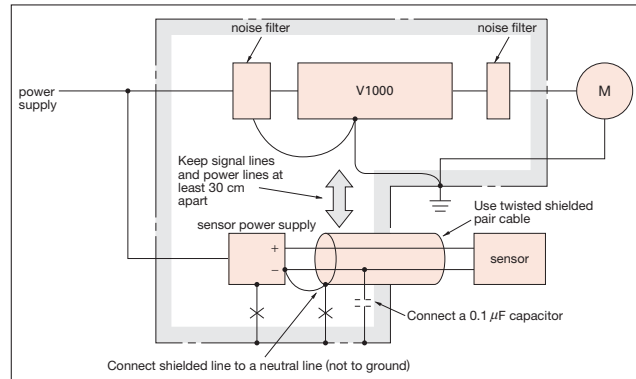 noise filter
noise filter
power
supply
V1000
M
Keep signal lines
and power lines at
least 30 cm
apart
Use twisted shielded
pair cable
sensor power supply
+
−
sensor
Connect a 0.1 μF capacitor
Connect shielded line to a neutral line (not to ground)